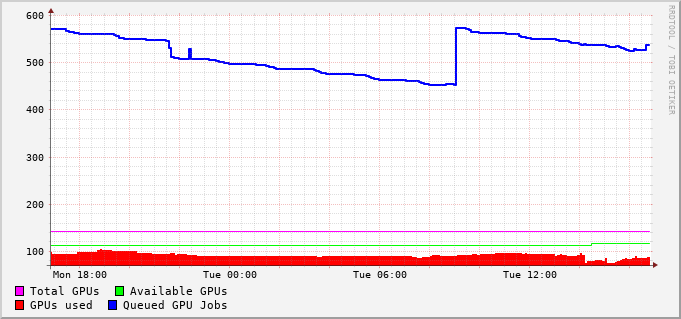 600
500
400
300
200
100
Mon 18:00 Tue 00:00 Tue 06:00 Tue 12:00
Total GPUs Available GPUs
GPUs used Queued GPU Jobs
RRDTOOL / TOBI OETIKER